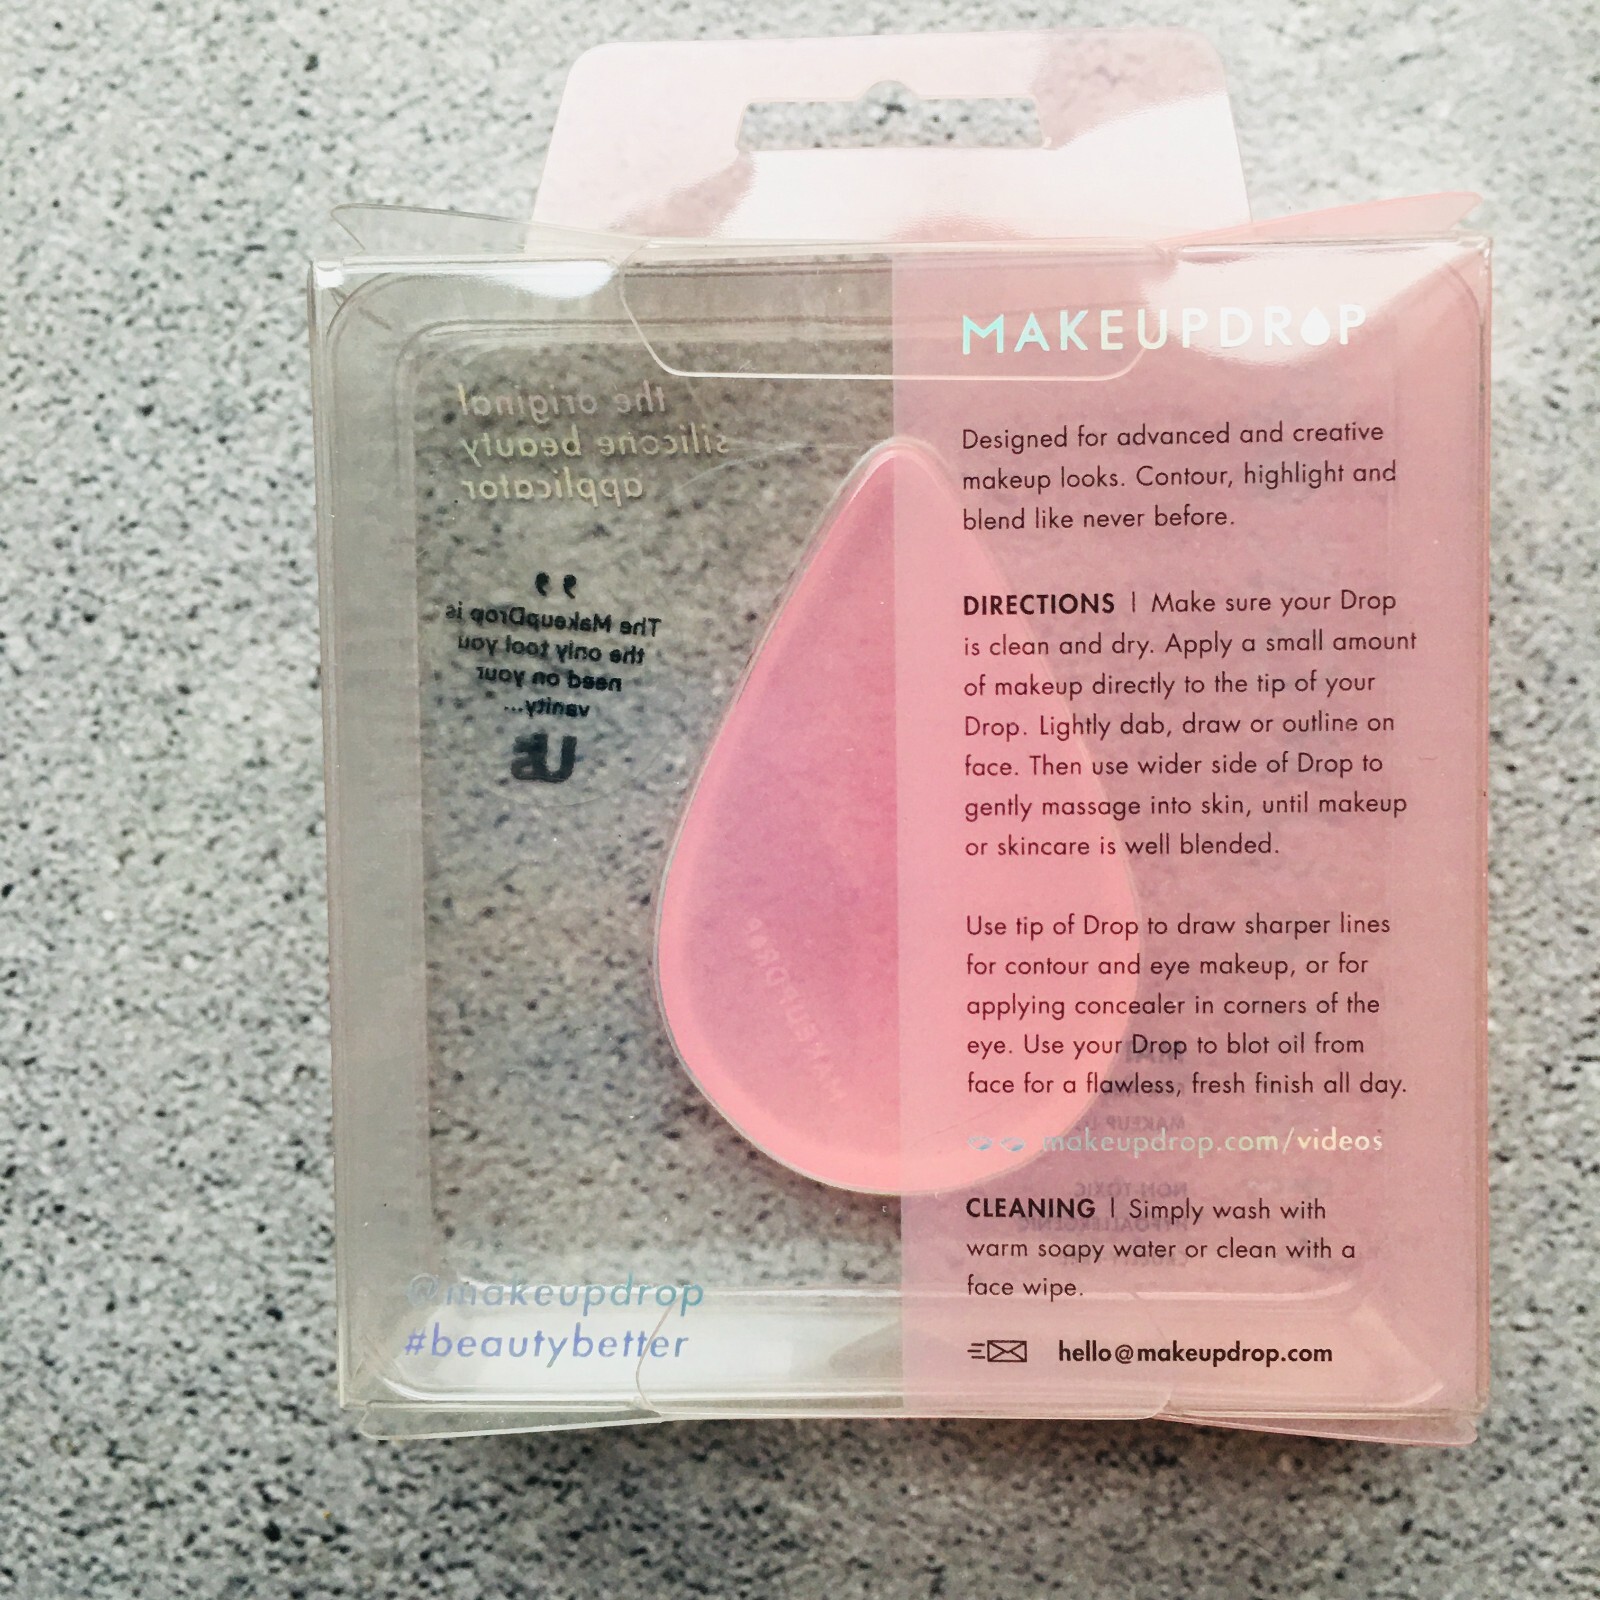 MAKEUPDROP
Designed for advanced and creative
makeup looks. Contour, highlight and
blend like never before.
DIRECTIONS | Make sure your Drop
is clean and dry. Apply a small amount
of makeup directly to the tip of your
Drop. Lightly dab, draw or outline on
face. Then use wider side of Drop to
gently massage into skin, until makeup
or skincare is well blended.
Use tip of Drop to draw sharper lines
for contour and eye makeup, or for
applying concealer in corners of the
eye. Use your Drop to blot oil from
face for a flawless, fresh finish all day.
makeupdrop.com/videos
CLEANING | Simply wash with
warm soapy water or clean with a
face wipe.
hello@makeupdrop.com
the original
silicone beauty
applicator
"
The MakeupDrop is
the only tool you
need on your
vanity...
Us
MAKEUPDROP
@makeupdrop
#beautybetter
NON-TOXIC
HYPOALLERGENIC